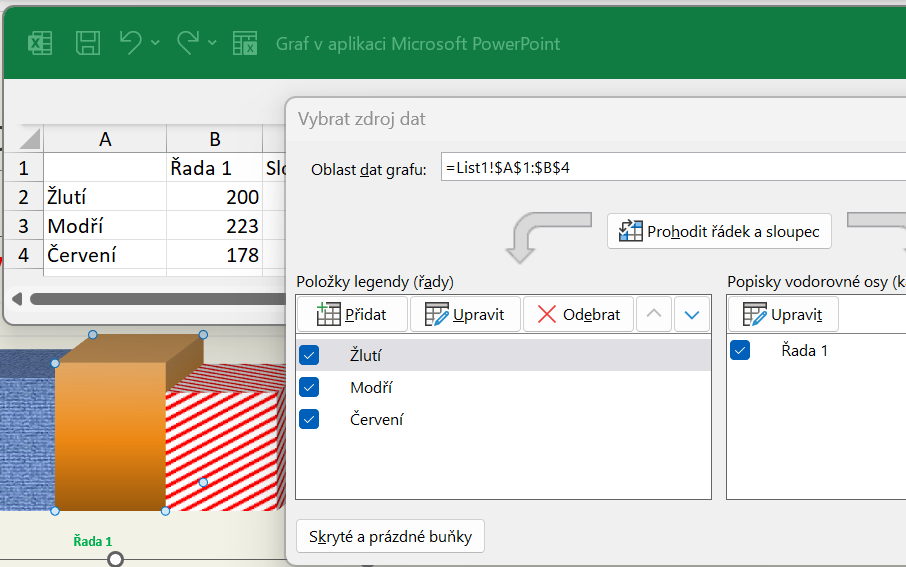 Graf v aplikaci Microsoft PowerPoint
Vybrat zdroj dat
A B
1 Řada 1 Slo
2 Žlutí 200
3 Modří 223
4 Červení 178
Oblast dat grafu: =List1!$A$1:$B$4
Prohodit řádek a sloupec
Položky legendy (řady)
Popisky vodorovné osy (k
Přidat Upravit Odebrat
Upravit
Žlutí
Řada 1
Modří
Červení
Skryté a prázdné buňky
Řada 1